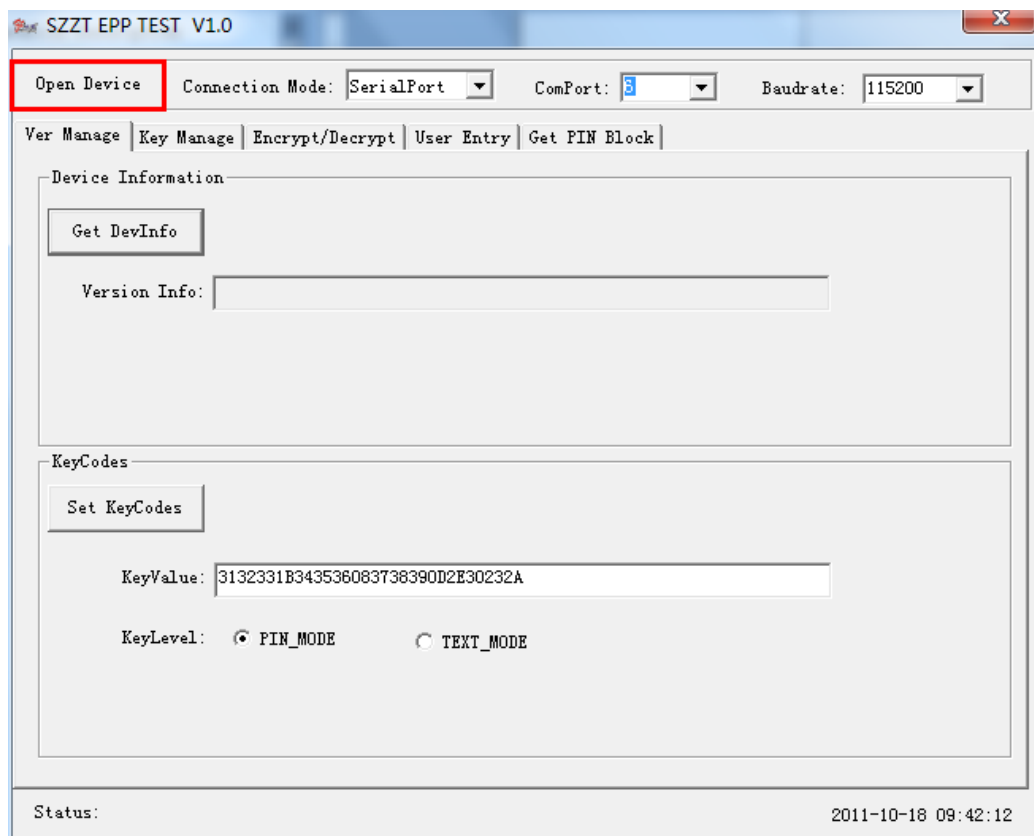 SZZT EPP TEST V1.0
Open Device Connection Mode: SerialPort ComPort: 3 Baudrate: 115200
Ver Manage Key Manage Encrypt/Decrypt User Entry Get PIN Block
Device Information
Get DevInfo
Version Info:
KeyCodes
Set KeyCodes
KeyValue: 3132331B343536083738390D2E30232A
KeyLevel: PIN_MODE TEXT_MODE
Status: 2011-10-18 09:42:12